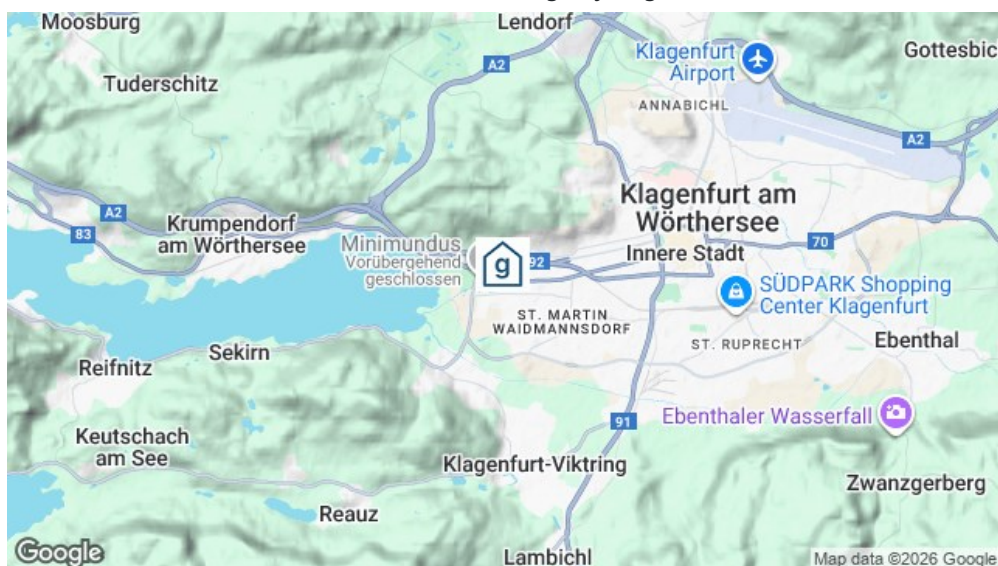 Moosburg
Lendorf
Klagenfurt
Airport
Gottesbic
A2
Tuderschitz
ANNABICHL
A2
Klagenfurt am
Wörthersee
A2
83
Krumpendorf
am Wörthersee
Minimundus
Vorübergehend
geschlossen
g
92
Innere Stadt
70
SÜDPARK Shopping
Center Klagenfurt
ST. MARTIN
WAIDMANNSDORF
ST. RUPRECHT
Ebenthal
Sekirn
Reifnitz
91
Ebenthaler Wasserfall
Keutschach
am See
Klagenfurt-Viktring
Zwanzgerberg
Reauz
Google
Lambichl
Map data ©2026 Google